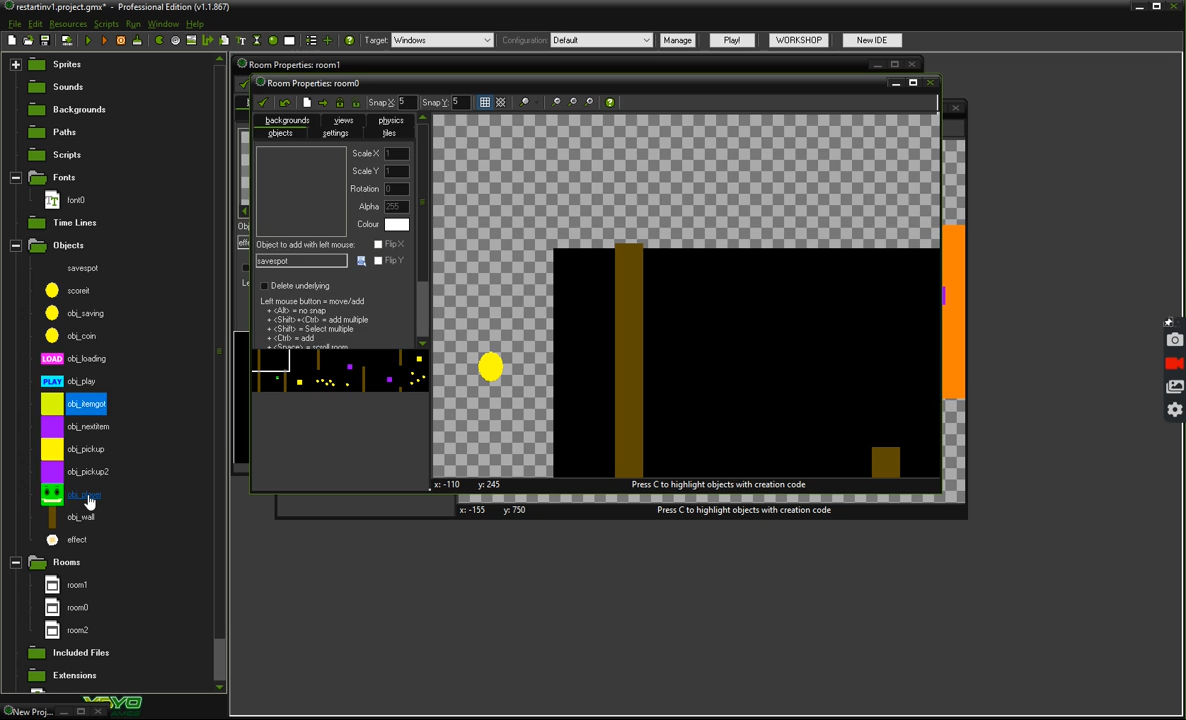 restartinv1.project.gmx* - Professional Edition (v1.1.867)
File Edit Resources Scripts Run Window Help
Target: Windows Configuration: Default Manage Play! WORKSHOP New IDE
Sprites
Sounds
Backgrounds
Paths
Scripts
Fonts
font0
Time Lines
Objects
savespot
scoreit
obj_saving
obj_coin
LOAD obj_loading
PLAY obj_play
obj_itemgot
obj_nextitem
obj_pickup
obj_pickup2
obj_player
obj_wall
effect
Rooms
room1
room0
room2
Included Files
Extensions
YOYO
New Proj...
Room Properties: room1
Room Properties: room0
Snap X: 5 Snap Y: 5
backgrounds views physics
objects settings tiles
Scale X 1
Scale Y 1
Rotation 0
Alpha 255
Colour
Object to add with left mouse:
Flip X
savespot
Flip Y
Delete underlying
Left mouse button = move/add
+ <Alt> = no snap
+ <Shift>+<Ctrl> = add multiple
+ <Shift> = Select multiple
+ <Ctrl> = add
+ <Space> = scroll room
x: -110 y: 245 Press C to highlight objects with creation code
x: -155 y: 750 Press C to highlight objects with creation code